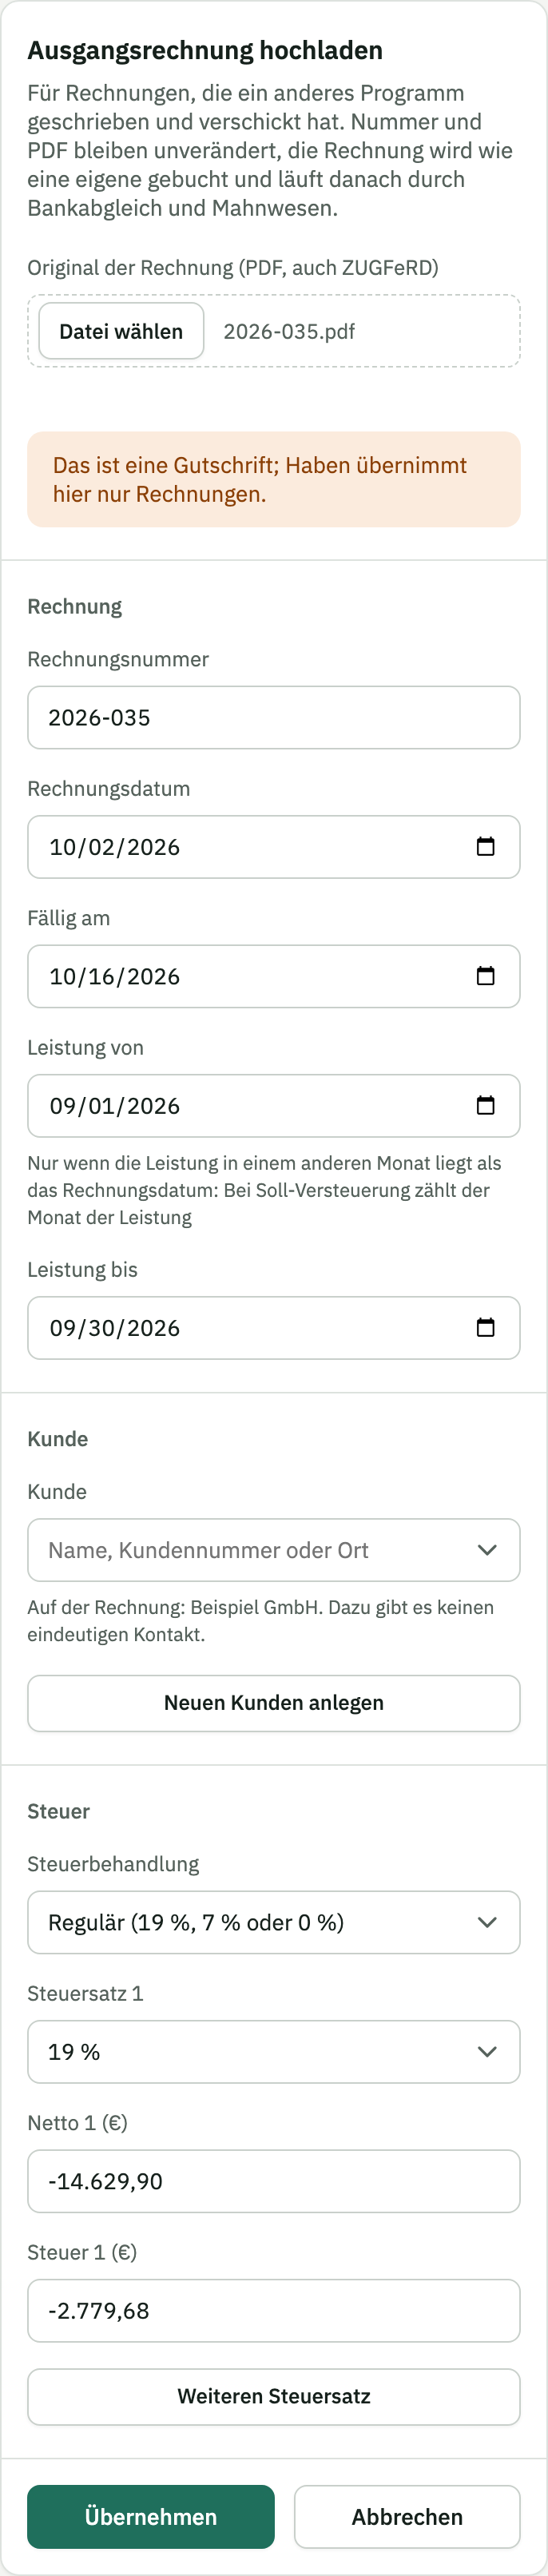 Ausgangsrechnung hochladen
Für Rechnungen, die ein anderes Programm
geschrieben und verschickt hat. Nummer und
PDF bleiben unverändert, die Rechnung wird wie
eine eigene gebucht und läuft danach durch
Bankabgleich und Mahnwesen.
Original der Rechnung (PDF, auch ZUGFeRD)
Datei wählen 2026-035.pdf
Das ist eine Gutschrift; Haben übernimmt
hier nur Rechnungen.
Rechnung
Rechnungsnummer
2026-035
Rechnungsdatum
10/02/2026
Fällig am
10/16/2026
Leistung von
09/01/2026
Nur wenn die Leistung in einem anderen Monat liegt als
das Rechnungsdatum: Bei Soll-Versteuerung zählt der
Monat der Leistung
Leistung bis
09/30/2026
Kunde
Kunde
Name, Kundennummer oder Ort
Auf der Rechnung: Beispiel GmbH. Dazu gibt es keinen
eindeutigen Kontakt.
Neuen Kunden anlegen
Steuer
Steuerbehandlung
Regulär (19 %, 7 % oder 0 %)
Steuersatz 1
19 %
Netto 1 (€)
-14.629,90
Steuer 1 (€)
-2.779,68
Weiteren Steuersatz
Übernehmen Abbrechen